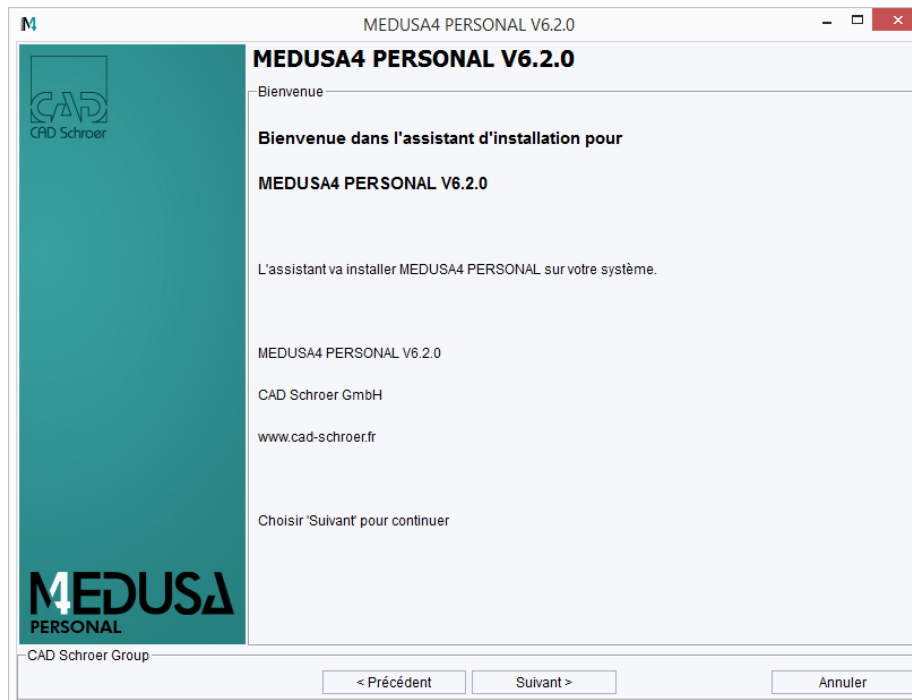 MEDUSA4 PERSONAL V6.2.0
CAD
CAD Schroer
MEDUSA4 PERSONAL V6.2.0
Bienvenue
Bienvenue dans l'assistant d'installation pour
MEDUSA4 PERSONAL V6.2.0
L'assistant va installer MEDUSA4 PERSONAL sur votre système.
MEDUSA4 PERSONAL V6.2.0
CAD Schroer GmbH
www.cad-schroer.fr
Choisir 'Suivant' pour continuer
M4EDUSA
PERSONAL
CAD Schroer Group
< Précédent
Suivant >
Annuler